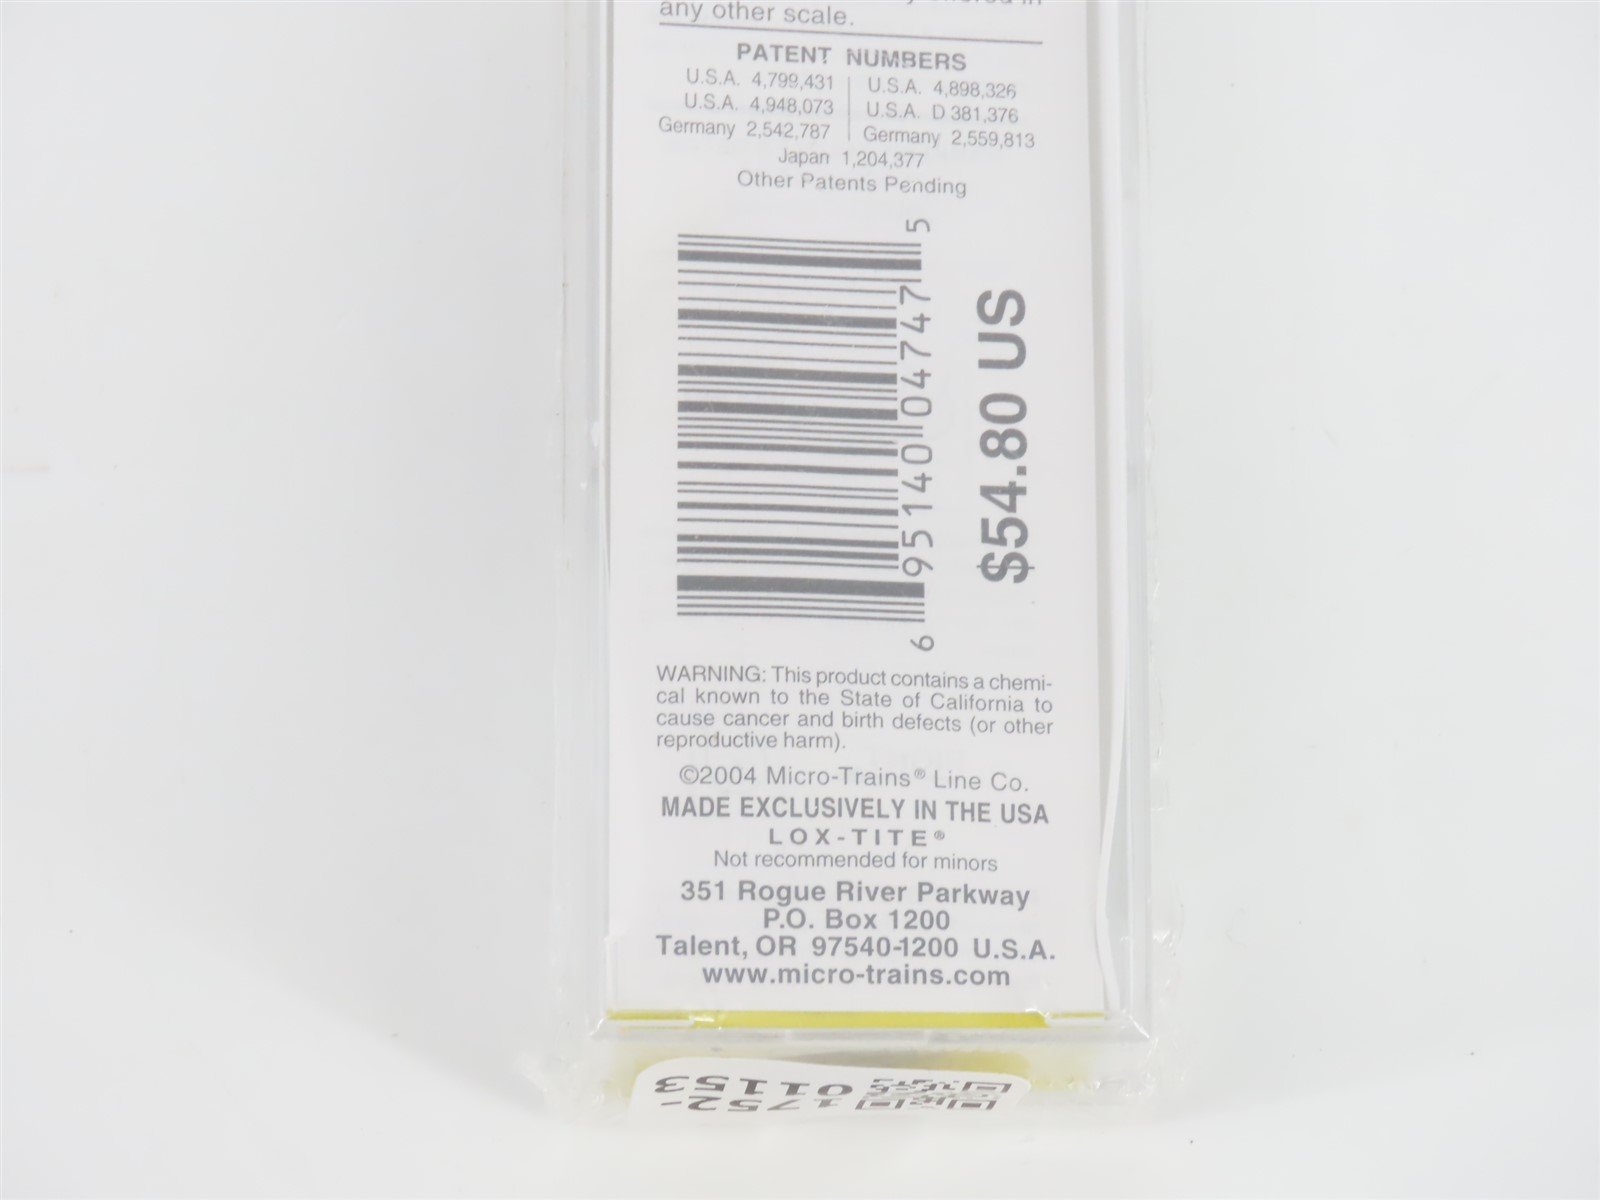 any other scale.
PATENT NUMBERS
U.S.A. 4,799,431 U.S.A. 4,898,326
U.S.A. 4,948,073 U.S.A. D 381,376
Germany 2,542,787 Germany 2,559,813
Japan 1,204,377
Other Patents Pending
6 95140 04747 5
$54.80 US
WARNING: This product contains a chemi-
cal known to the State of California to
cause cancer and birth defects (or other
reproductive harm).
©2004 Micro-Trains® Line Co.
MADE EXCLUSIVELY IN THE USA
LOX-TITE®
Not recommended for minors
351 Rogue River Parkway
P.O. Box 1200
Talent, OR 97540-1200 U.S.A.
www.micro-trains.com
1752-
01153